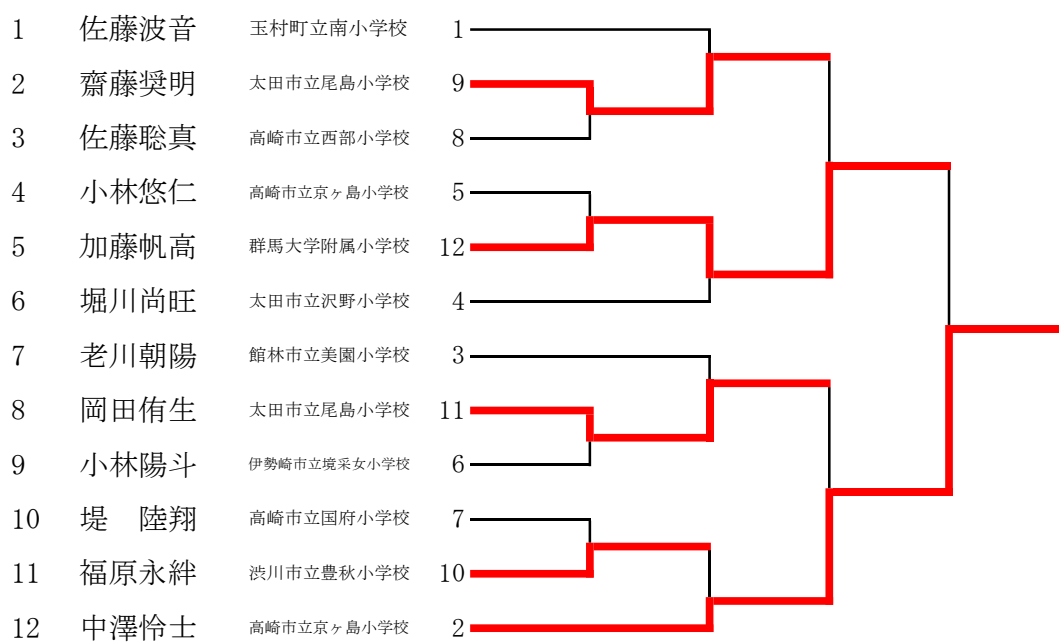 1 佐藤波音 玉村町立南小学校 1
2 齋藤奨明 太田市立尾島小学校 9
3 佐藤聡真 高崎市立西部小学校 8
4 小林悠仁 高崎市立京ヶ島小学校 5
5 加藤帆高 群馬大学附属小学校 12
6 堀川尚旺 太田市立沢野小学校 4
7 老川朝陽 館林市立美園小学校 3
8 岡田侑生 太田市立尾島小学校 11
9 小林陽斗 伊勢崎市立境采女小学校 6
10 堤　陸翔 高崎市立国府小学校 7
11 福原永絆 渋川市立豊秋小学校 10
12 中澤怜士 高崎市立京ヶ島小学校 2